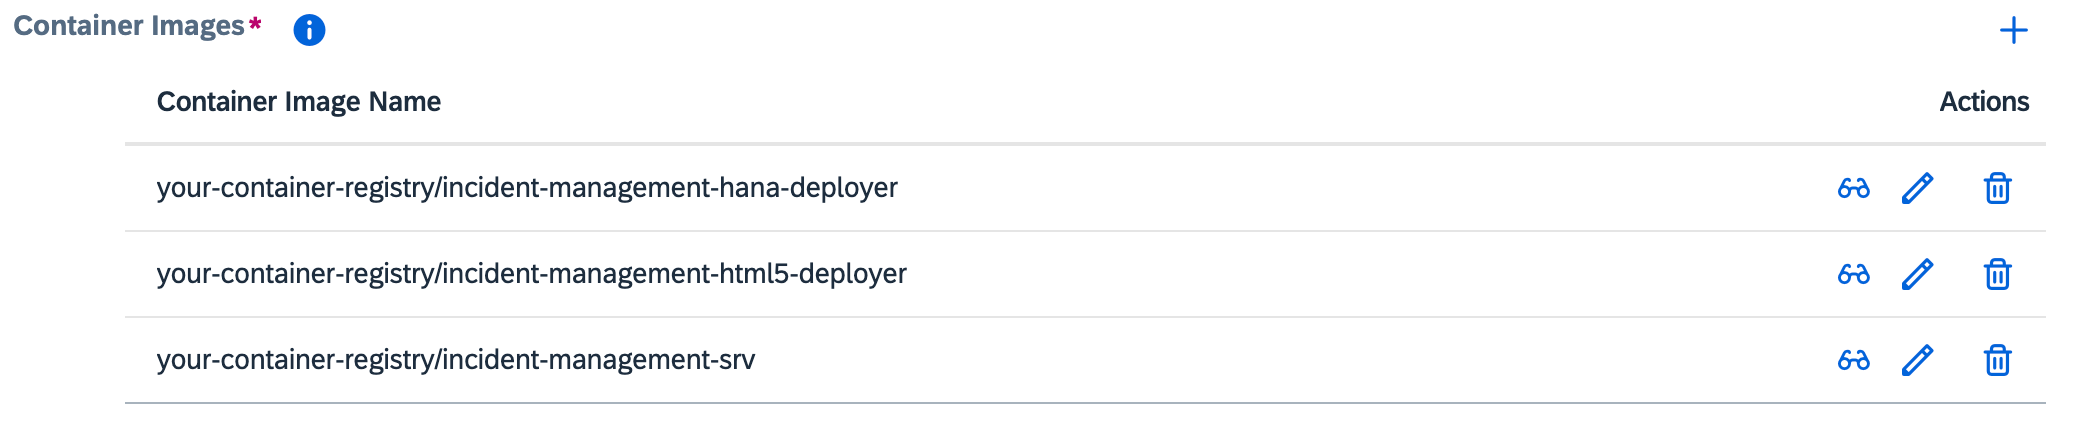 Container Images*
Container Image Name Actions
your-container-registry/incident-management-hana-deployer
your-container-registry/incident-management-html5-deployer
your-container-registry/incident-management-srv